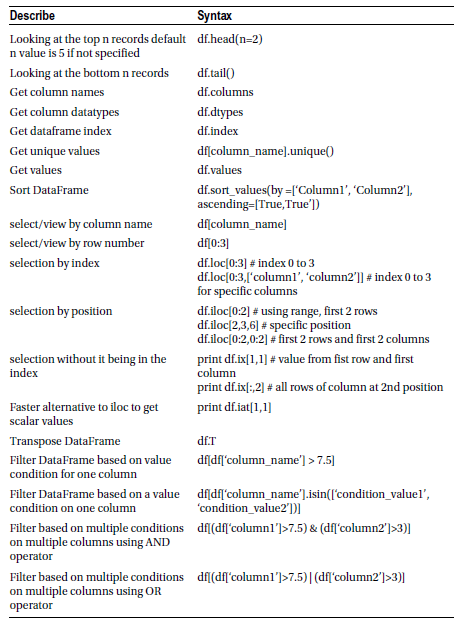 Describe Syntax
Looking at the top n records default df.head(n=2)
n value is 5 if not specified
Looking at the bottom n records df.tail()
Get column names df.columns
Get column datatypes df.dtypes
Get dataframe index df.index
Get unique values df[column_name].unique()
Get values df.values
Sort DataFrame df.sort_values(by =[‘Column1’, ‘Column2’],
ascending=[True,True’])
select/view by column name df[column_name]
select/view by row number df[0:3]
selection by index df.loc[0:3] # index 0 to 3
df.loc[0:3,[‘column1’, ‘column2’]] # index 0 to 3
for specific columns
selection by position df.iloc[0:2] # using range, first 2 rows
df.iloc[2,3,6] # specific position
df.iloc[0:2,0:2] # first 2 rows and first 2 columns
selection without it being in the print df.ix[1,1] # value from fist row and first
index column
print df.ix[:,2] # all rows of column at 2nd position
Faster alternative to iloc to get print df.iat[1,1]
scalar values
Transpose DataFrame df.T
Filter DataFrame based on value df[df[‘column_name’] > 7.5]
condition for one column
Filter DataFrame based on a value df[df[‘column_name’].isin([‘condition_value1’,
condition on one column ‘condition_value2’])]
Filter based on multiple conditions df[(df[‘column1’]>7.5) & (df[‘column2’]>3)]
on multiple columns using AND
operator
Filter based on multiple conditions df[(df[‘column1’]>7.5) | (df[‘column2’]>3)]
on multiple columns using OR
operator